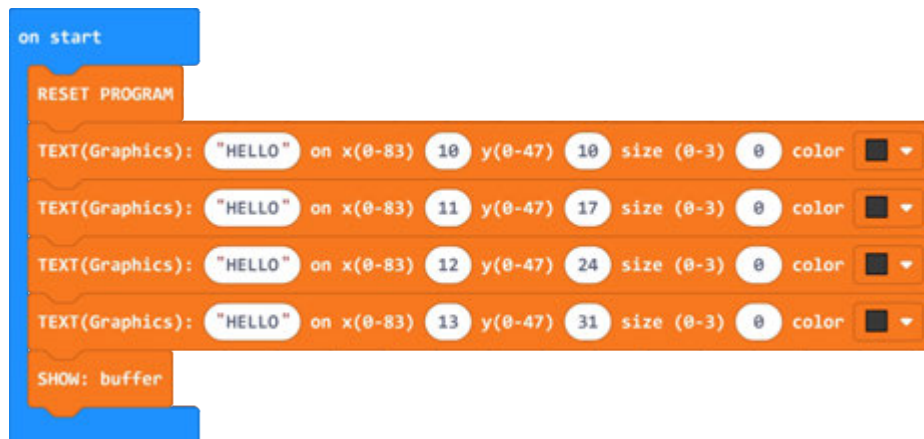 on start
RESET PROGRAM
TEXT(Graphics): "HELLO" on x(0-83) 10 y(0-47) 10 size (0-3) 0 color
TEXT(Graphics): "HELLO" on x(0-83) 11 y(0-47) 17 size (0-3) 0 color
TEXT(Graphics): "HELLO" on x(0-83) 12 y(0-47) 24 size (0-3) 0 color
TEXT(Graphics): "HELLO" on x(0-83) 13 y(0-47) 31 size (0-3) 0 color
SHOW: buffer